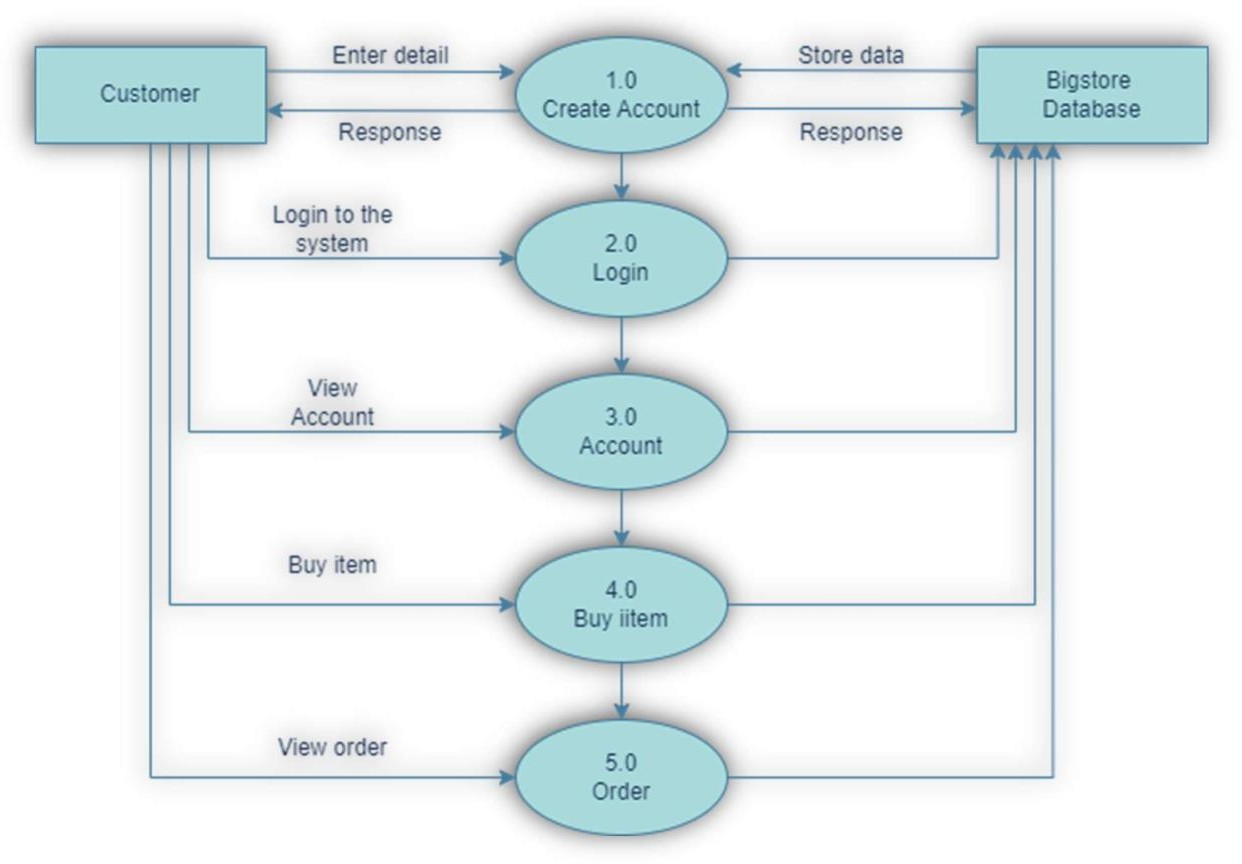 Enter detail
Store data
Customer
1.0
Create Account
Bigstore
Database
Response
Response
Login to the
system
2.0
Login
View
Account
3.0
Account
Buy item
4.0
Buy iitem
View order
5.0
Order